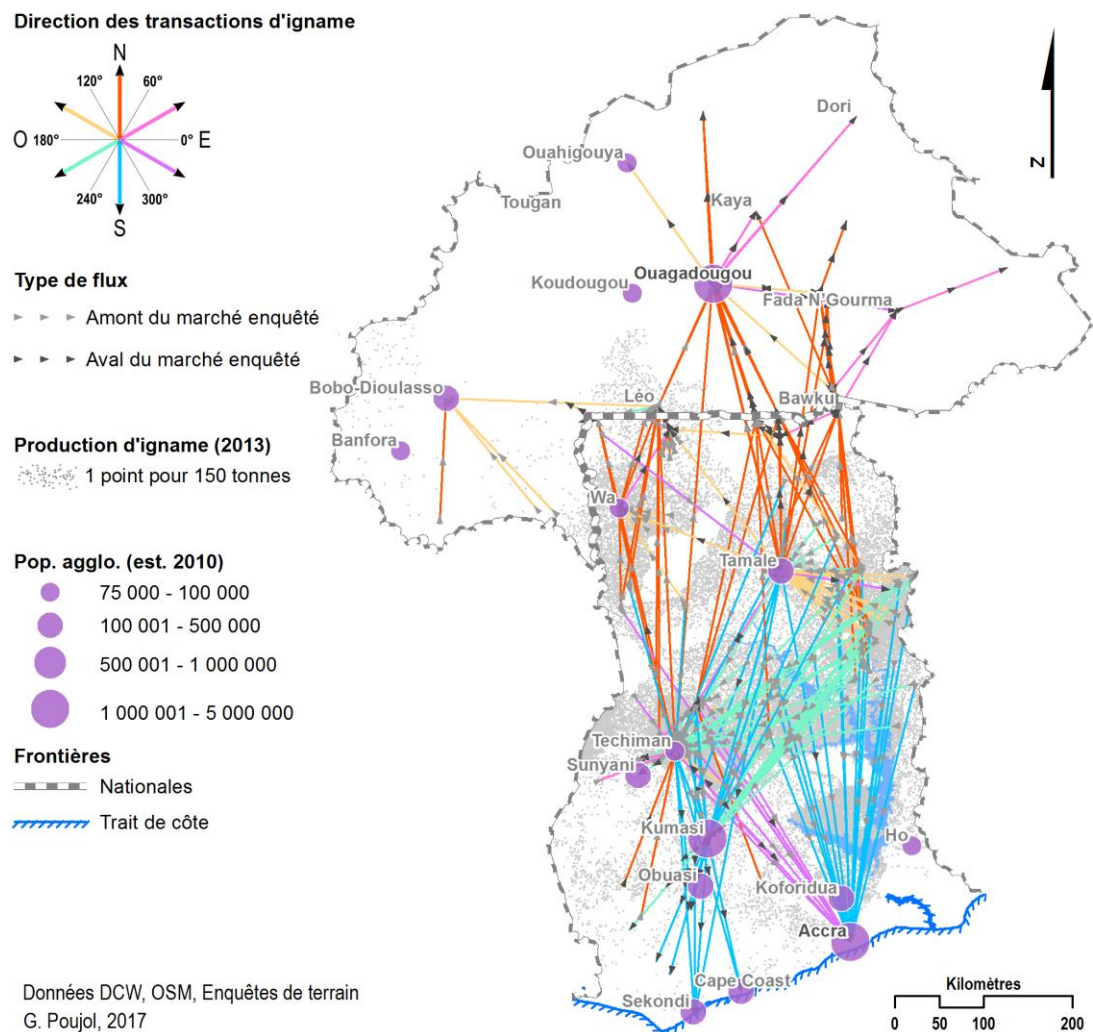 Direction des transactions d'igname
N
120°
60°
O
180°
0°
E
240°
300°
S
Type de flux
Amont du marché enquêté
Aval du marché enquêté
Production d'igname (2013)
1 point pour 150 tonnes
Pop. agglo. (est. 2010)
75 000 - 100 000
100 001 - 500 000
500 001 - 1 000 000
1 000 001 - 5 000 000
Frontières
Nationales
Trait de côte
Données DCW, OSM, Enquêtes de terrain
G. Poujol, 2017
N
Dori
Ouahigouya
Tougan
Kaya
Ouagadougou
Koudougou
Fada N'Gourma
Bobo-Dioulasso
Léo
Bawku
Banfora
Wa
Tamale
Techiman
Sunyani
Kumasi
Ho
Obuasi
Koforidua
Accra
Cape Coast
Sekondi
Kilomètres
0 50 100 200